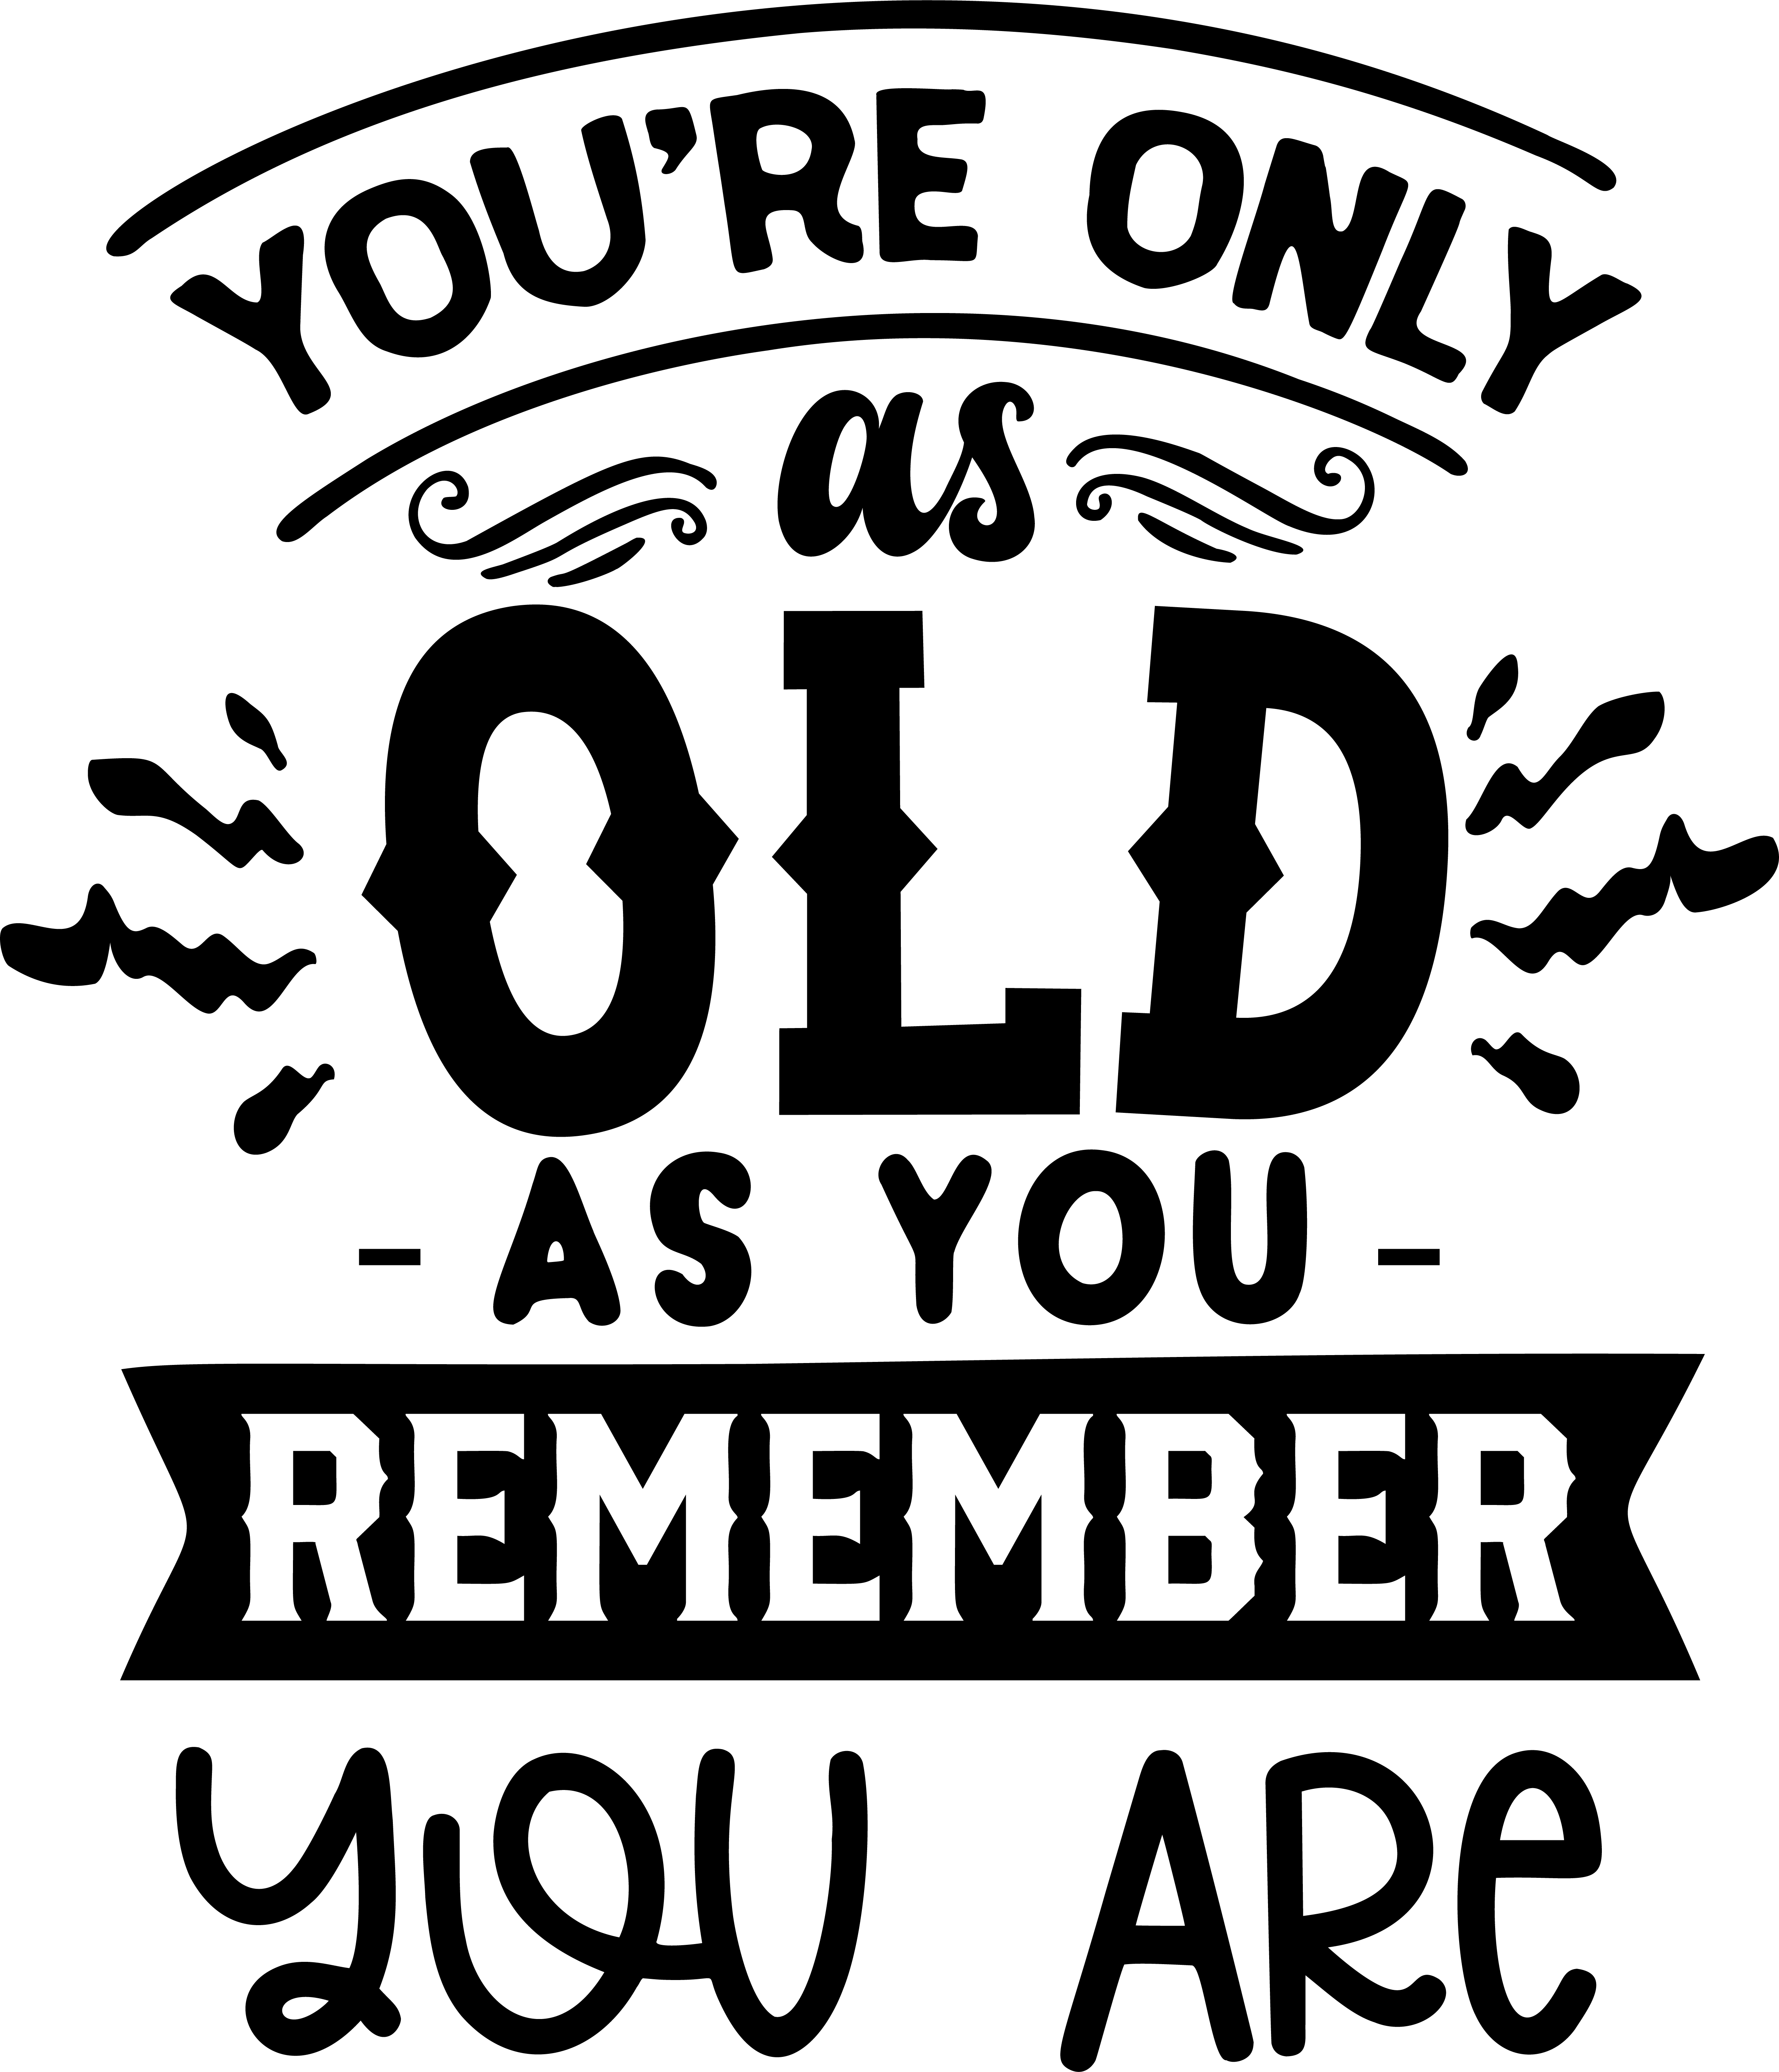 YOU'RE ONLY
as
OLD
- AS YOU -
REMEMBER
you ARe